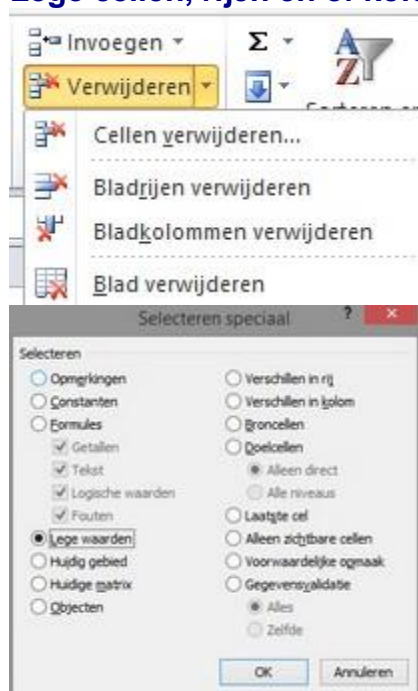 Invoegen
Σ
A
Z
Verwijderen
Cellen verwijderen...
Bladrijen verwijderen
Bladkolommen verwijderen
Blad verwijderen
Selecteren speciaal ?
Selecteren
Opmerkingen
Constanten
Formules
Getallen
Tekst
Logische waarden
Fouten
Lege waarden
Huidig gebied
Huidige matrix
Objecten
Verschillen in rij
Verschillen in kolom
Broncellen
Doelcellen
Alleen direct
Alle niveaus
Laatste cel
Alleen zichtbare cellen
Voorwaardelijke opmaak
Gegevensvalidatie
Alles
Zelfde
OK
Annuleren